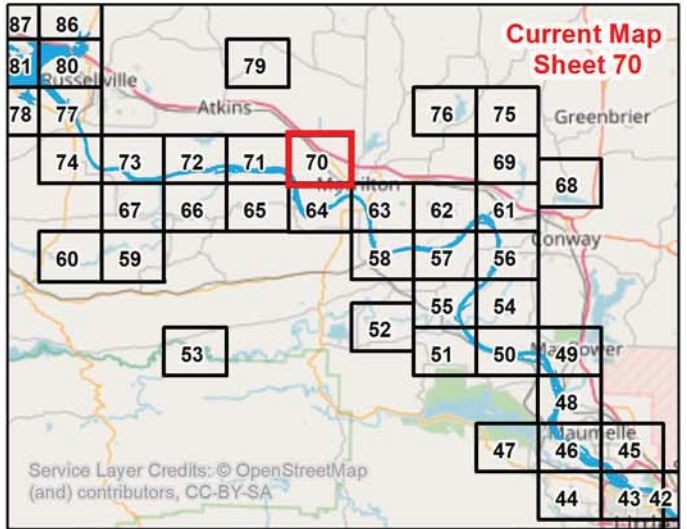 87 86
Current Map
Sheet 70
81 80
Russellville
79
78 77
Atkins
76 75
Greenbrier
74 73 72 71 70
69
68
67 66 65 64 63 62 61
Conway
60 59
58 57 56
55 54
53
52
51 50 49
48
Maumelle
47 46 45
Service Layer Credits: © OpenStreetMap
(and) contributors, CC-BY-SA
44 43 42